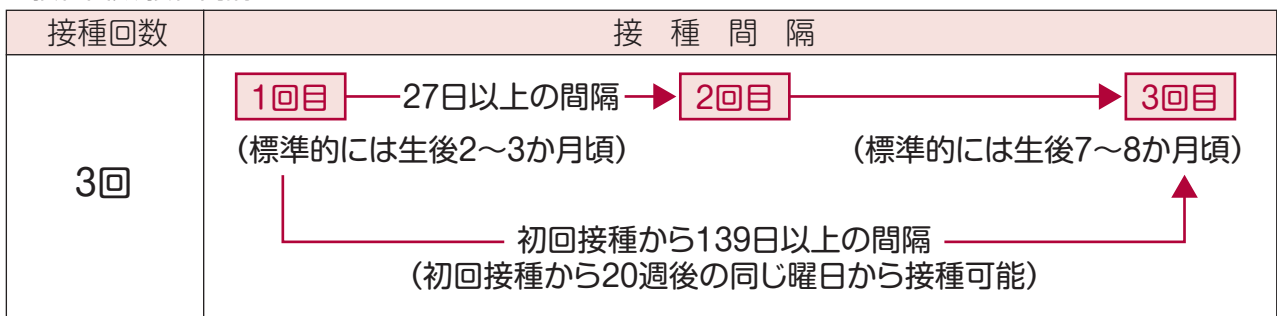 接種回数 接種間隔
1回目 27日以上の間隔 2回目 3回目
(標準的には生後2～3か月頃) (標準的には生後7～8か月頃)
3回
初回接種から139日以上の間隔
(初回接種から20週後の同じ曜日から接種可能)